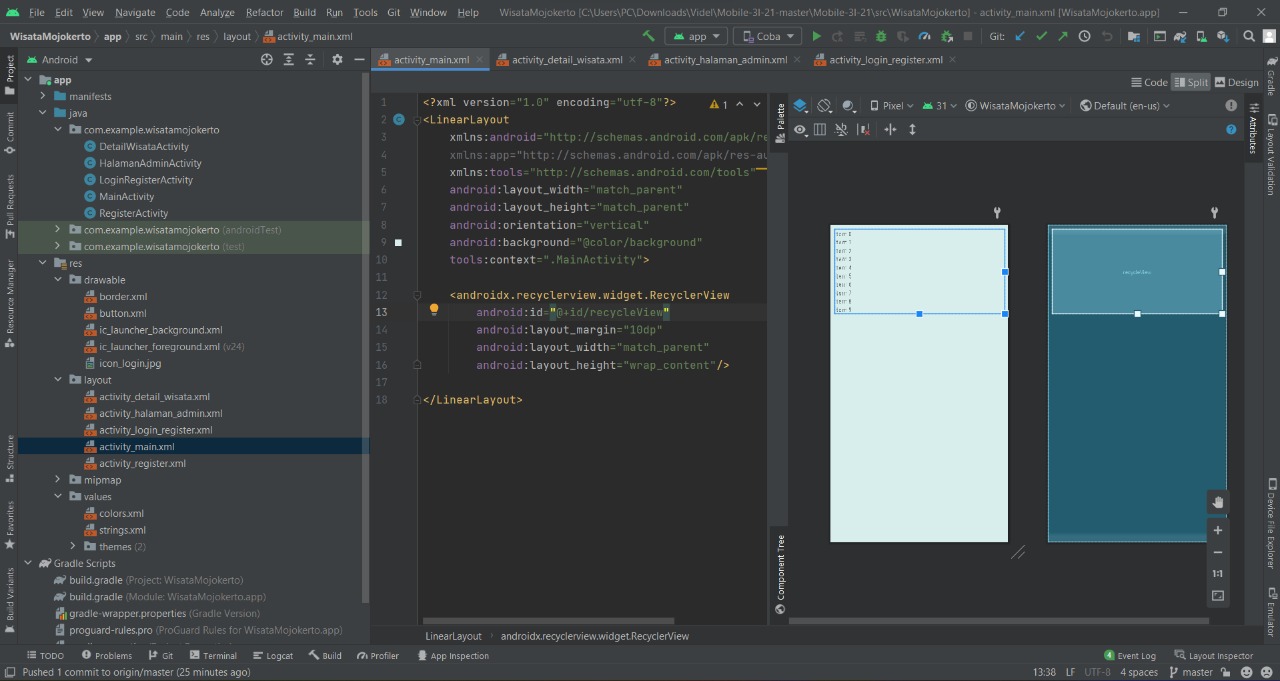 File Edit View Navigate Code Analyze Refactor Build Run Tools Git Window Help WisataMojokerto [C:\Users\PC\Downloads\Videl\Mobile-3I-21-master\Mobile-3I-21\src\WisataMojokerto] - activity_main.xml [WisataMojokerto.app]
WisataMojokerto app src main res layout activity_main.xml app Coba Git:
Android
activity_main.xml activity_detail_wisata.xml activity_halaman_admin.xml activity_login_register.xml
Code Split Design
Project
Commit
Pull Requests
Resource Manager
Structure
Favorites
Build Variants
app
manifests
java
com.example.wisatamojokerto
DetailWisataActivity
HalamanAdminActivity
LoginRegisterActivity
MainActivity
RegisterActivity
com.example.wisatamojokerto (androidTest)
com.example.wisatamojokerto (test)
res
drawable
border.xml
button.xml
ic_launcher_background.xml
ic_launcher_foreground.xml (v24)
icon_login.jpg
layout
activity_detail_wisata.xml
activity_halaman_admin.xml
activity_login_register.xml
activity_main.xml
activity_register.xml
mipmap
values
colors.xml
strings.xml
themes (2)
Gradle Scripts
build.gradle (Project: WisataMojokerto)
build.gradle (Module: WisataMojokerto.app)
gradle-wrapper.properties (Gradle Version)
proguard-rules.pro (ProGuard Rules for WisataMojokerto.app)
1 <?xml version="1.0" encoding="utf-8"?> 1
2 <LinearLayout
3 xmlns:android="http://schemas.android.com/apk/re
4 xmlns:app="http://schemas.android.com/apk/res-au
5 xmlns:tools="http://schemas.android.com/tools"
6 android:layout_width="match_parent"
7 android:layout_height="match_parent"
8 android:orientation="vertical"
9 android:background="@color/background"
10 tools:context=".MainActivity">
11
12 <androidx.recyclerview.widget.RecyclerView
13 android:id="@+id/recycleView"
14 android:layout_margin="10dp"
15 android:layout_width="match_parent"
16 android:layout_height="wrap_content"/>
17
18 </LinearLayout>
LinearLayout androidx.recyclerview.widget.RecyclerView
Palette
Component Tree
Pixel 31 WisataMojokerto Default (en-us)
Item 0
Item 1
Item 2
Item 3
Item 4
Item 5
Item 6
Item 7
Item 8
Item 9
recycleView
1:1
Attributes
Gradle
Layout Validation
Device File Explorer
Emulator
TODO Problems Git Terminal Logcat Build Profiler App Inspection 4 Event Log Layout Inspector
Pushed 1 commit to origin/master (25 minutes ago) 13:38 LF UTF-8 4 spaces master